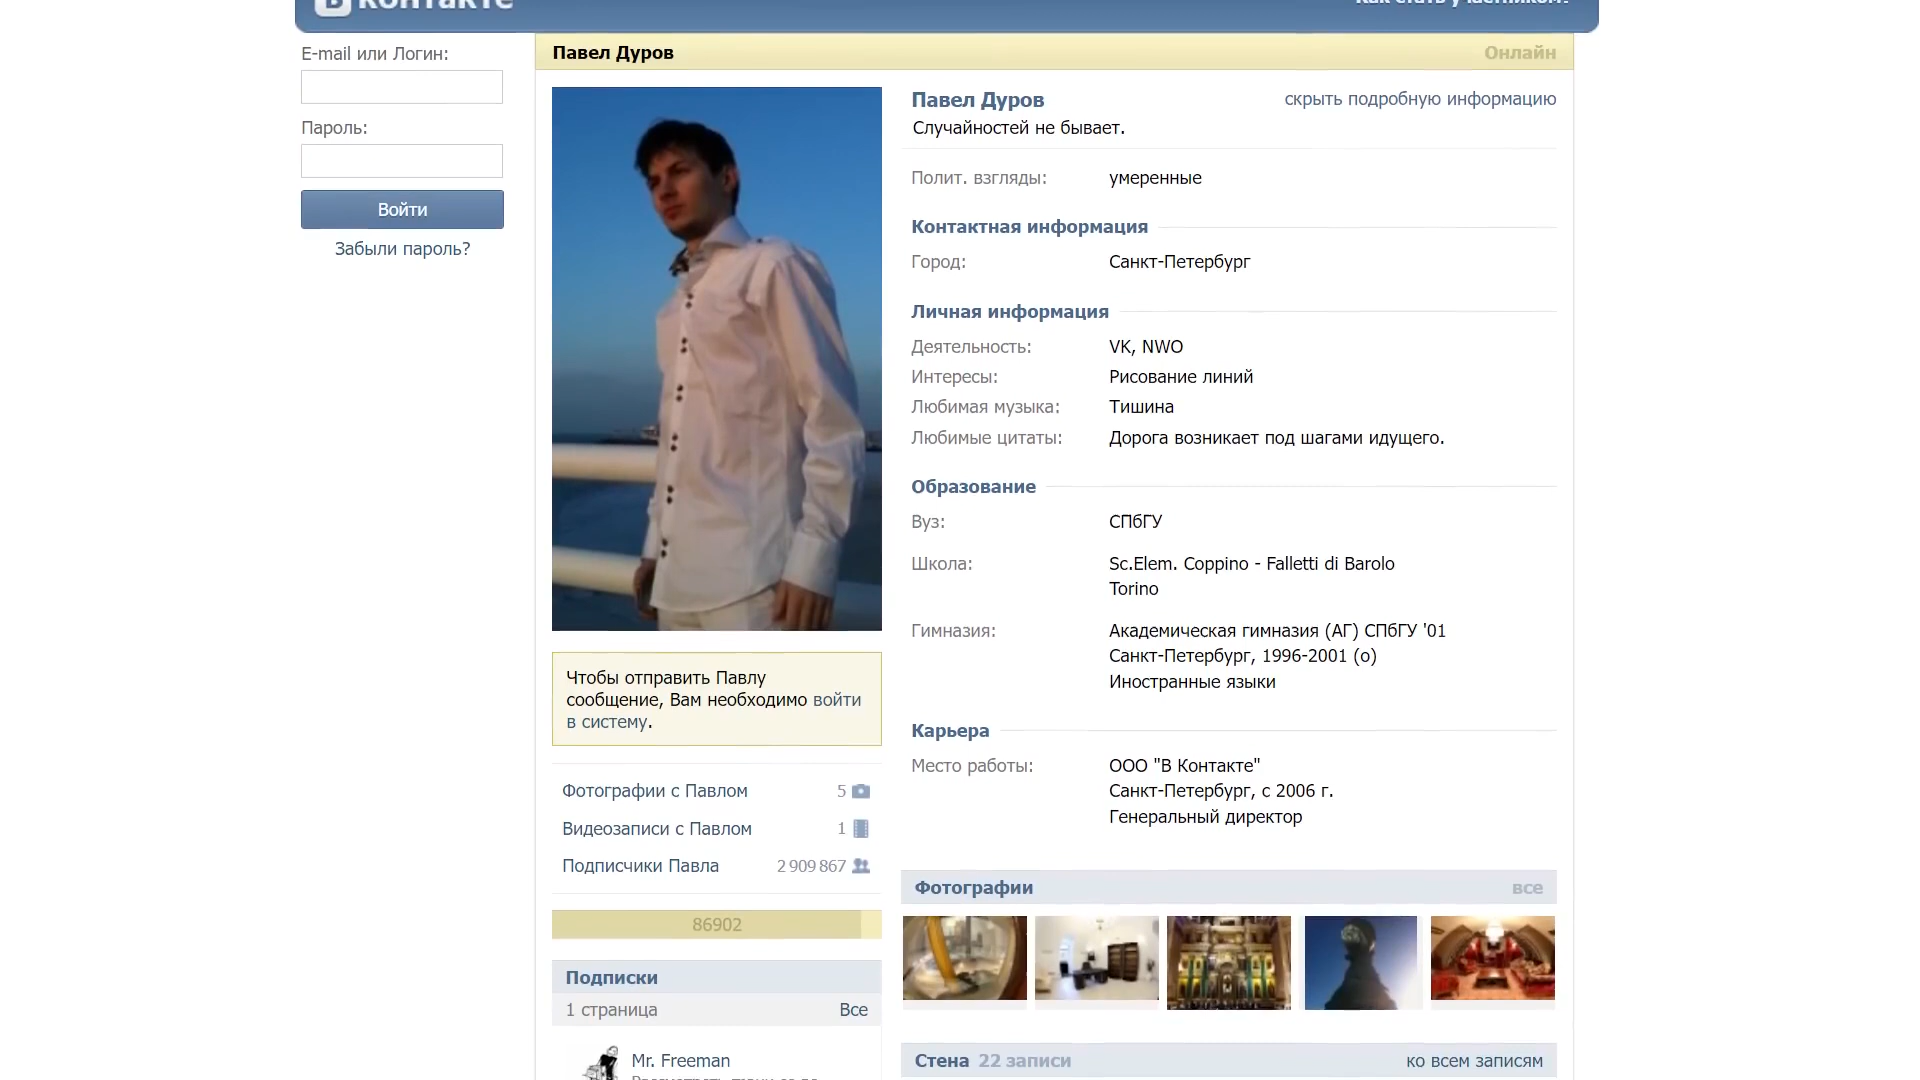 В контакте
Как стать участником?
E-mail или Логин:
Пароль:
Войти
Забыли пароль?
Павел Дуров
Онлайн
Чтобы отправить Павлу
сообщение, Вам необходимо войти
в систему.
Фотографии с Павлом 5
Видеозаписи с Павлом 1
Подписчики Павла 2 909 867
86902
Подписки
1 страница Все
Mr. Freeman
Павел Дуров скрыть подробную информацию
Случайностей не бывает.
Полит. взгляды: умеренные
Контактная информация
Город: Санкт-Петербург
Личная информация
Деятельность: VK, NWO
Интересы: Рисование линий
Любимая музыка: Тишина
Любимые цитаты: Дорога возникает под шагами идущего.
Образование
Вуз: СПбГУ
Школа: Sc.Elem. Coppino - Falletti di Barolo
Torino
Гимназия: Академическая гимназия (АГ) СПбГУ '01
Санкт-Петербург, 1996-2001 (о)
Иностранные языки
Карьера
Место работы: ООО "В Контакте"
Санкт-Петербург, с 2006 г.
Генеральный директор
Фотографии все
Стена 22 записи ко всем записям